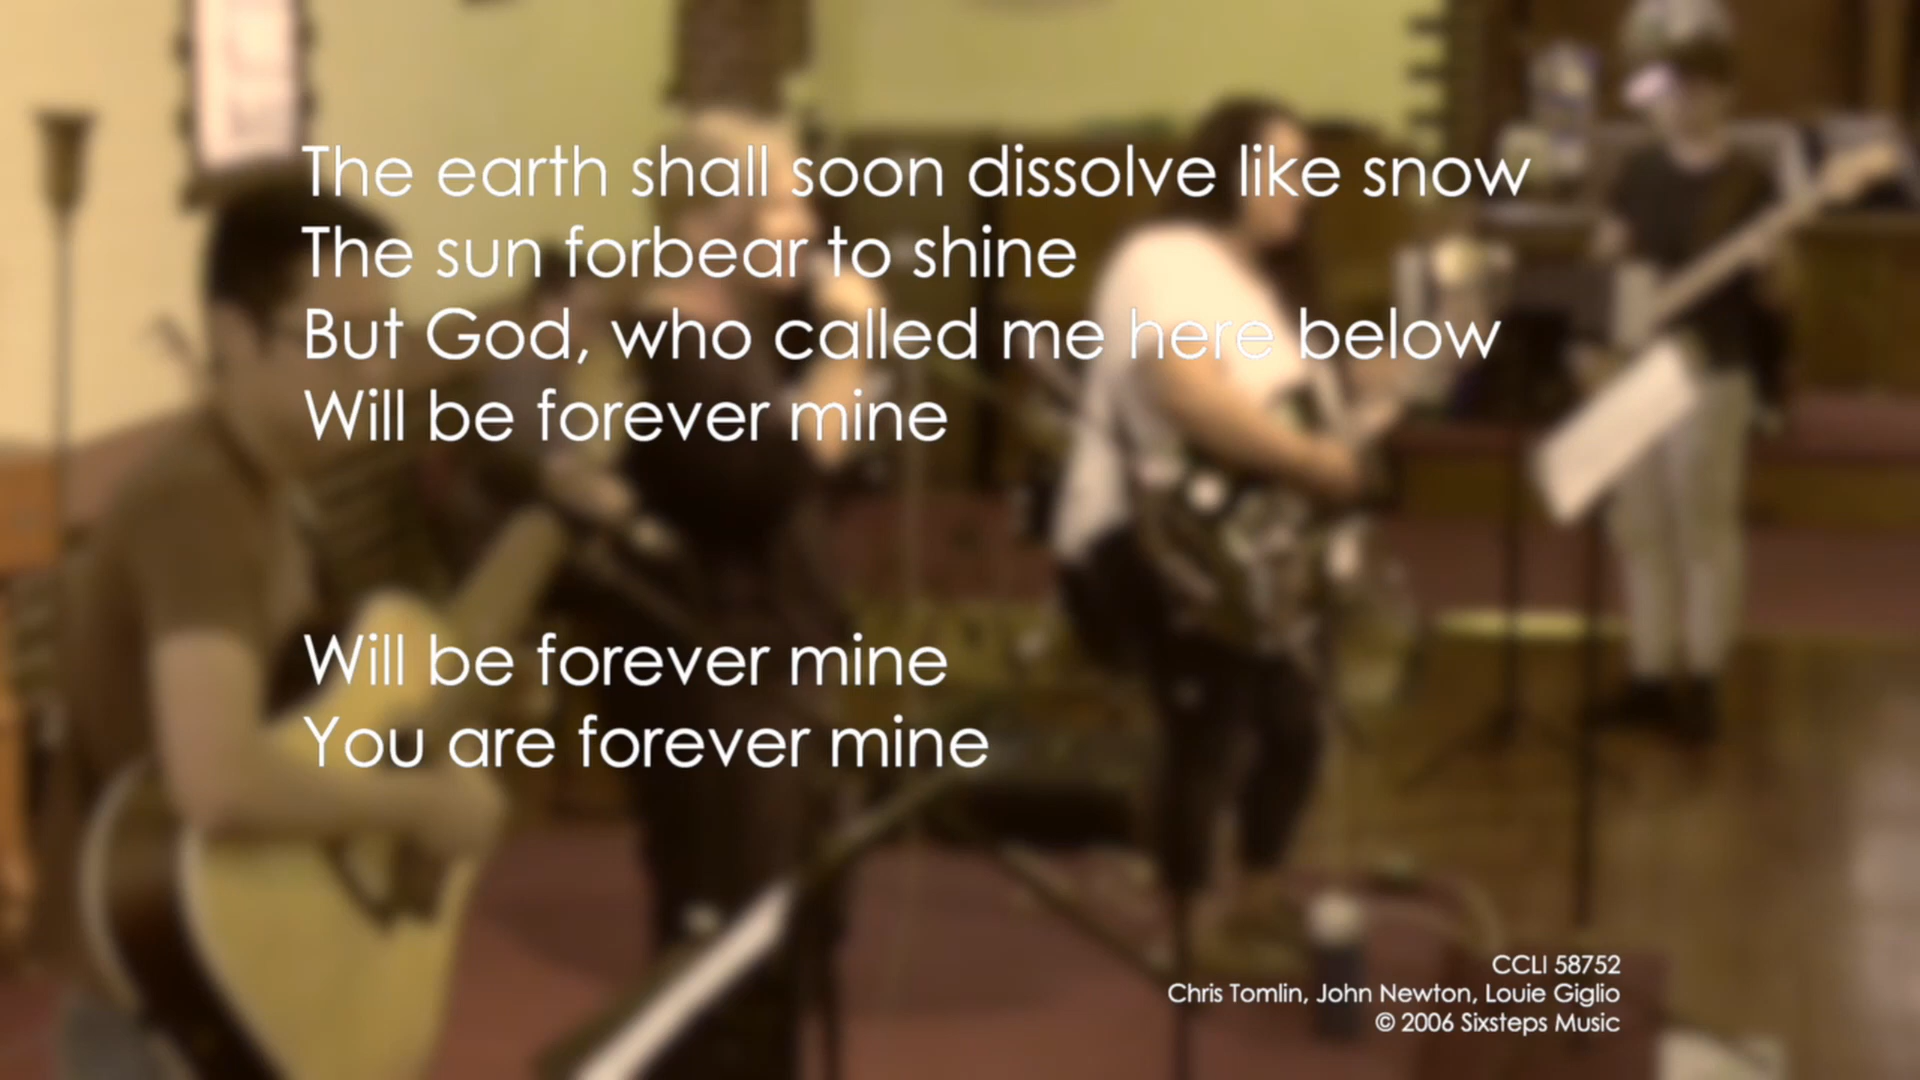 The earth shall soon dissolve like snow
The sun forbear to shine
But God, who called me here below
Will be forever mine
Will be forever mine
You are forever mine
CCLI 58752
Chris Tomlin, John Newton, Louie Giglio
© 2006 Sixsteps Music